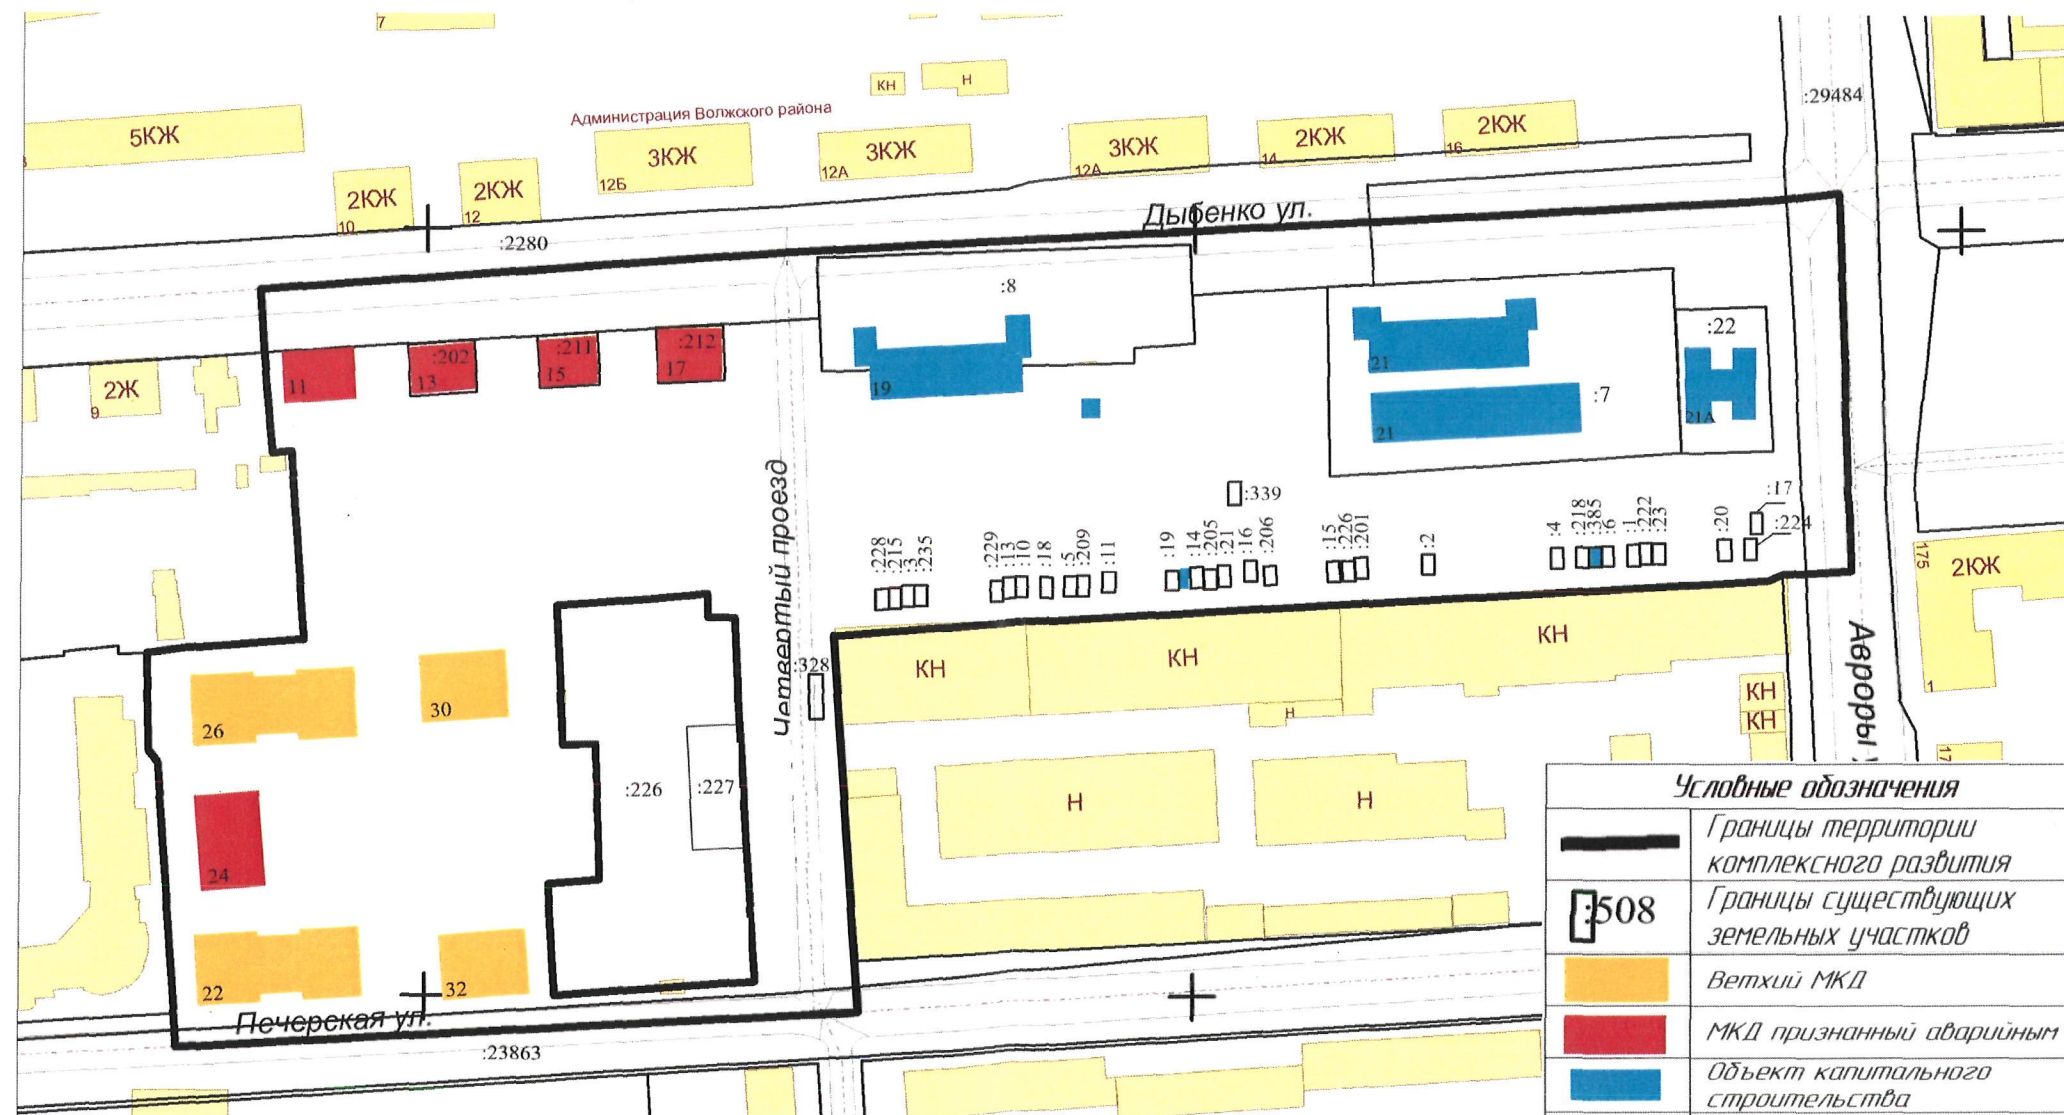 7
КН
Н
:29484
Администрация Волжского района
5КЖ
3КЖ
12Б
3КЖ
12А
3КЖ
12А
2КЖ
14
2КЖ
16
2КЖ
10
2КЖ
12
Дыбенко ул.
:2280
:8
:22
2Ж
9
11
:202
13
:211
15
:212
17
19
21
:7
21
21А
Четвертый проезд
:339
:17
:224
:228
:215
:3
:235
:229
:13
:10
:18
:5
:209
:11
:19
:14
:205
:21
:16
:206
:15
:226
:201
:2
:4
:218
:385
:6
:1
:222
:23
:20
175
2КЖ
1
Авроры
КН
КН
КН
КН
КН
Н
17
:328
26
30
:226
:227
Н
Н
24
22
32
Печерская ул.
:23863
Условные обозначения
Границы территории
комплексного развития
:508
Границы существующих
земельных участков
Ветхий МКД
МКД признанный аварийным
Объект капитального
строительства